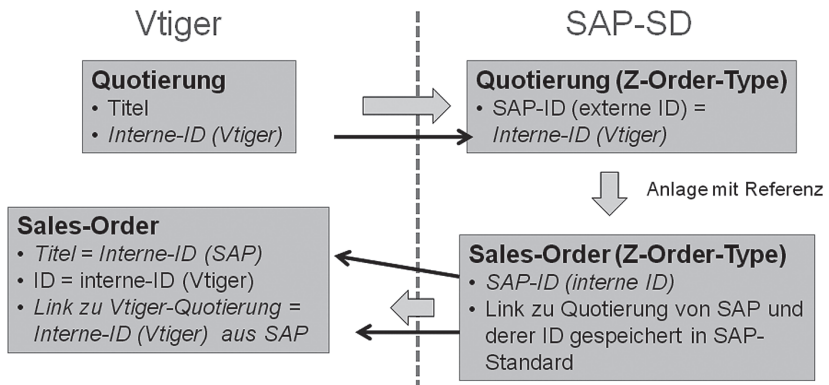 Vtiger
SAP-SD
Quotierung
• Titel
• Interne-ID (Vtiger)
Quotierung (Z-Order-Type)
• SAP-ID (externe ID) =
Interne-ID (Vtiger)
Anlage mit Referenz
Sales-Order
• Titel = Interne-ID (SAP)
• ID = interne-ID (Vtiger)
• Link zu Vtiger-Quotierung =
Interne-ID (Vtiger) aus SAP
Sales-Order (Z-Order-Type)
• SAP-ID (interne ID)
• Link zu Quotierung von SAP und
derer ID gespeichert in SAP-
Standard